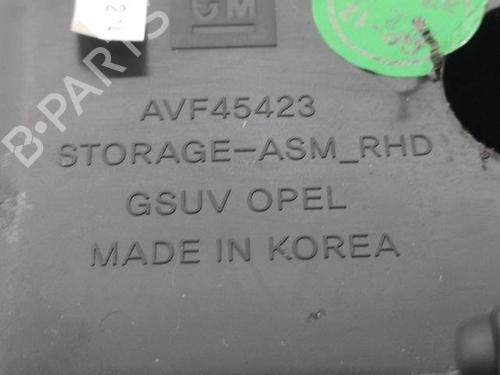 GM
B-PARTS
AVF45423
STORAGE-ASM_RHD
GSUV OPEL
MADE IN KOREA